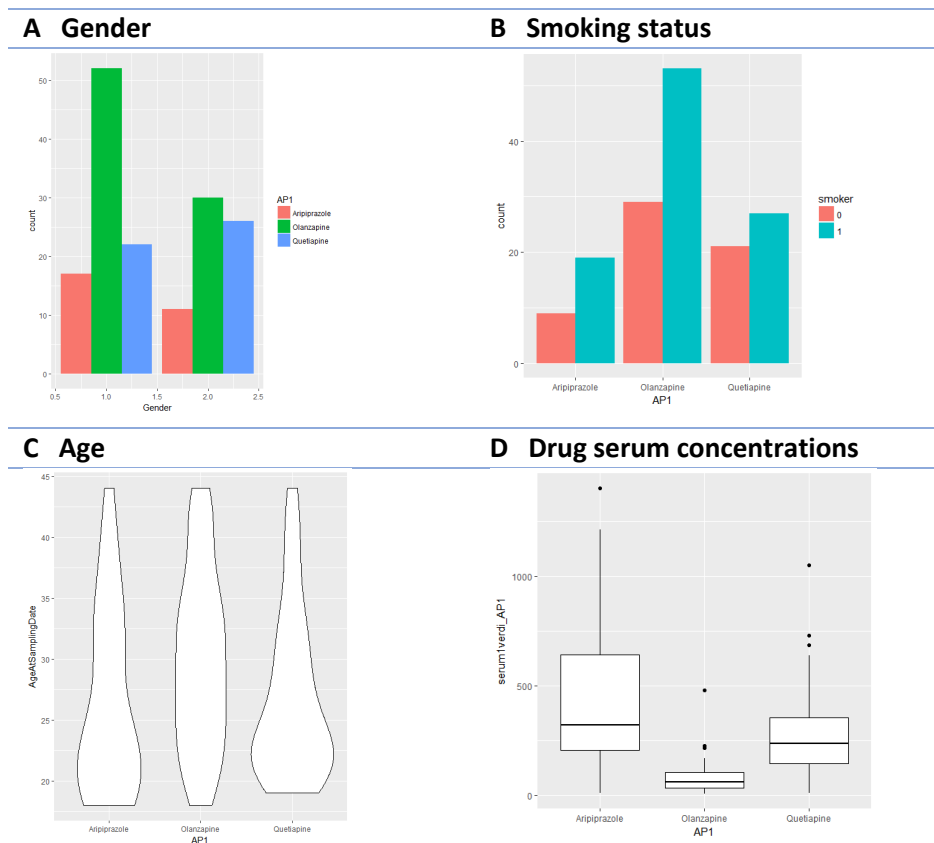 A Gender
50
40
30
20
10
0
count
0.5 1.0 1.5 2.0 2.5
Gender
AP1
Aripiprazole
Olanzapine
Quetiapine
B Smoking status
40
20
0
count
Aripiprazole Olanzapine Quetiapine
AP1
smoker
0
1
C Age
45
40
35
30
25
20
AgeAtSamplingDate
Aripiprazole Olanzapine Quetiapine
AP1
D Drug serum concentrations
1000
500
0
serum1verdi_AP1
Aripiprazole Olanzapine Quetiapine
AP1